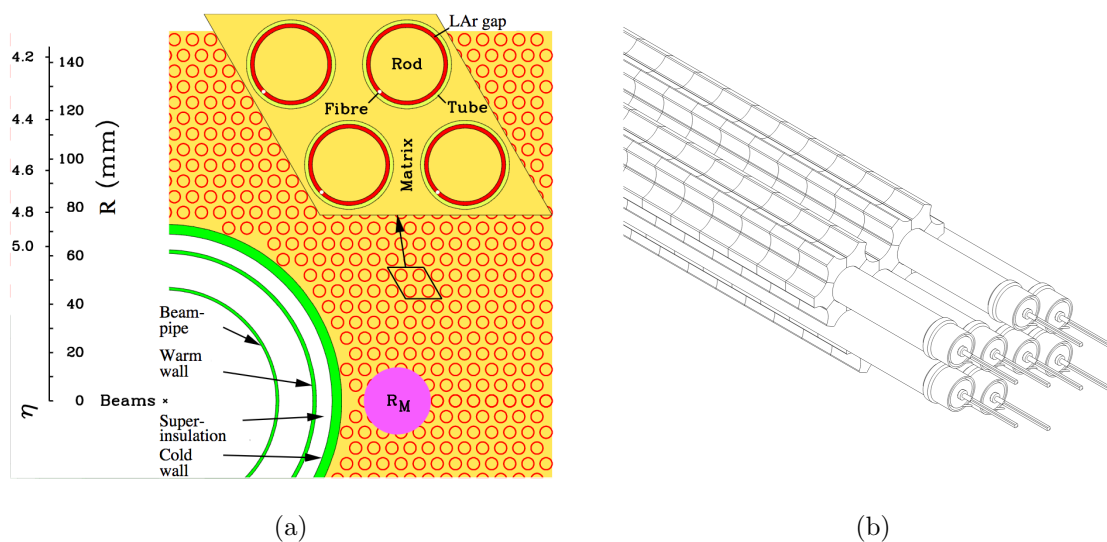 LAr gap
Rod
Fibre
Tube
Matrix
4.2
4.4
4.6
4.8
5.0
η
140
120
100
80
60
40
20
0
R (mm)
Beam-
pipe
Warm
wall
Beams ×
Super-
insulation
Cold
wall
R_M
(a)
(b)